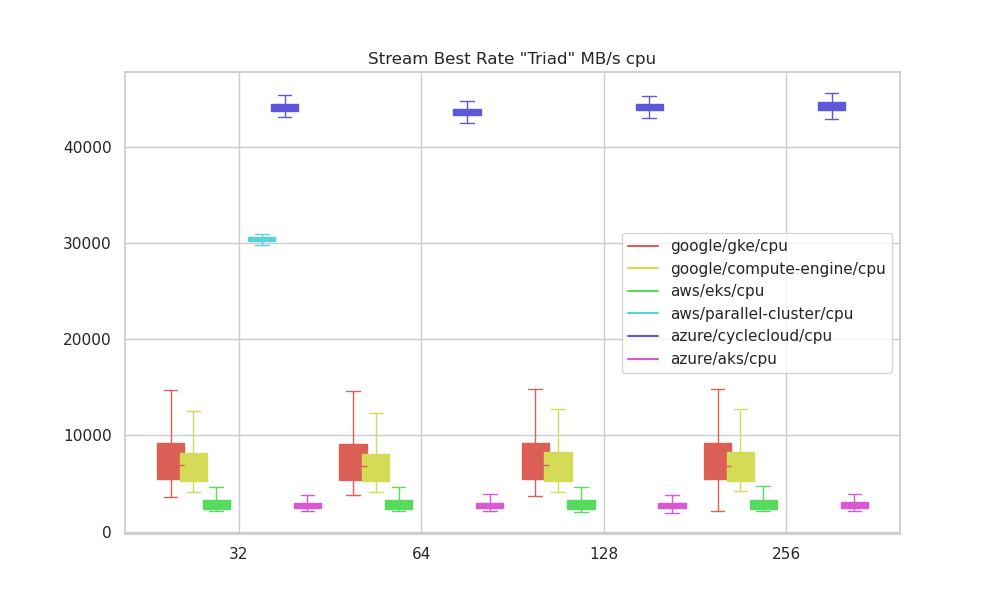 Stream Best Rate "Triad" MB/s cpu
40000
30000
20000
10000
0
google/gke/cpu
google/compute-engine/cpu
aws/eks/cpu
aws/parallel-cluster/cpu
azure/cyclecloud/cpu
azure/aks/cpu
32
64
128
256